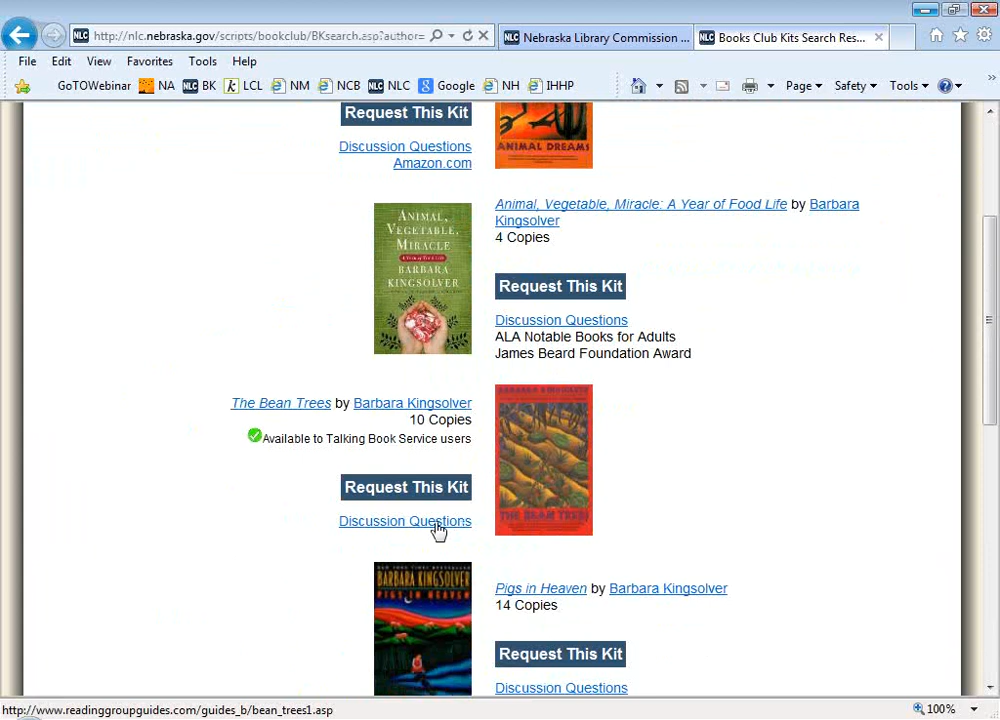 http://nlc.nebraska.gov/scripts/bookclub/BKsearch.asp?author=
NLC Nebraska Library Commission ...
NLC Books Club Kits Search Res...
File Edit View Favorites Tools Help
GoTOWebinar NA NLC BK k LCL NM NCB NLC NLC g Google NH IHHP
Page Safety Tools
Request This Kit
Discussion Questions
Amazon.com
ANIMAL DREAMS
ANIMAL,
VEGETABLE,
MIRACLE
BARBARA
KINGSOLVER
Animal, Vegetable, Miracle: A Year of Food Life by Barbara
Kingsolver
4 Copies
Request This Kit
Discussion Questions
ALA Notable Books for Adults
James Beard Foundation Award
The Bean Trees by Barbara Kingsolver
10 Copies
Available to Talking Book Service users
Request This Kit
Discussion Questions
BARBARA KINGSOLVER
THE BEAN TREES
BARBARA KINGSOLVER
PIGS IN HEAVEN
Pigs in Heaven by Barbara Kingsolver
14 Copies
Request This Kit
Discussion Questions
http://www.readinggroupguides.com/guides_b/bean_trees1.asp
100%